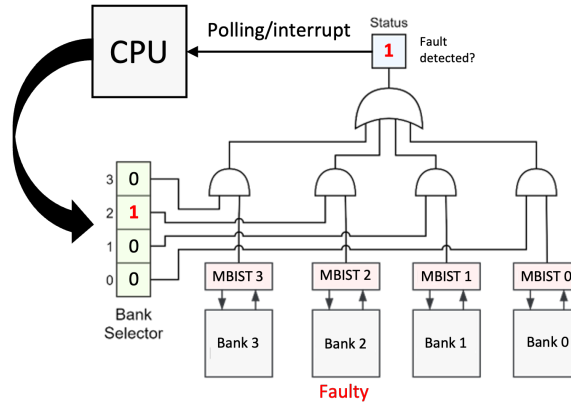 Status
Polling/interrupt
CPU
1
Fault
detected?
3 0
2 1
1 0
0 0
Bank
Selector
MBIST 3 MBIST 2 MBIST 1 MBIST 0
Bank 3 Bank 2 Bank 1 Bank 0
Faulty